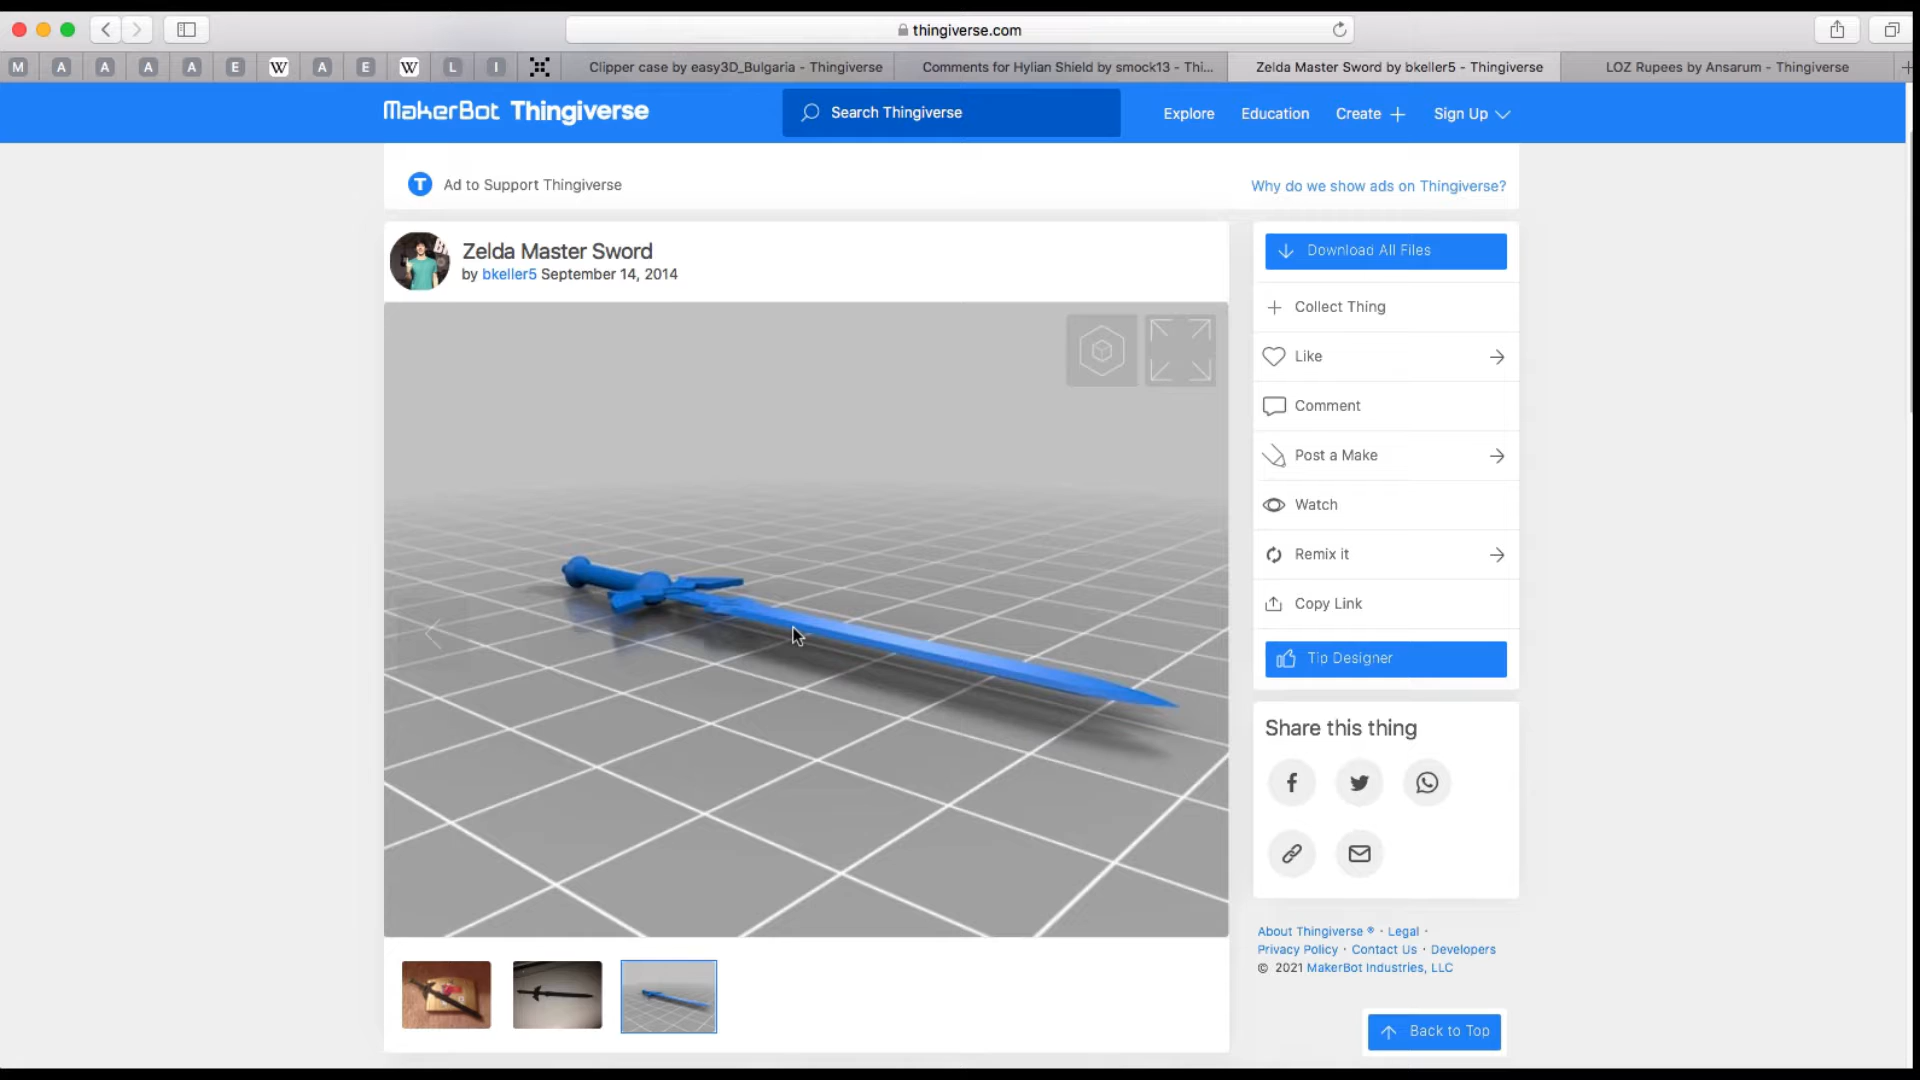 thingiverse.com
M A A A A E W A E W L I
Clipper case by easy3D_Bulgaria - Thingiverse
Comments for Hylian Shield by smock13 - Thi...
Zelda Master Sword by bkeller5 - Thingiverse
LOZ Rupees by Ansarum - Thingiverse
MakerBot Thingiverse
Search Thingiverse
Explore
Education
Create
Sign Up
T Ad to Support Thingiverse
Why do we show ads on Thingiverse?
Zelda Master Sword
by bkeller5 September 14, 2014
Download All Files
Collect Thing
Like
Comment
Post a Make
Watch
Remix it
Copy Link
Tip Designer
Share this thing
About Thingiverse ® · Legal ·
Privacy Policy · Contact Us · Developers
© 2021 MakerBot Industries, LLC
Back to Top